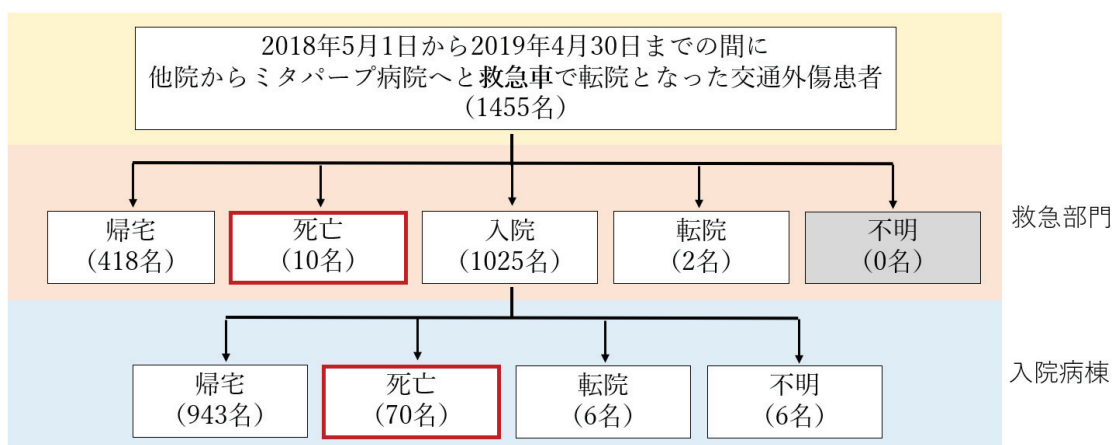 2018年5月1日から2019年4月30日までの間に
他院からミタパープ病院へと救急車で転院となった交通外傷患者
（1455名）
帰宅
（418名）
死亡
（10名）
入院
（1025名）
転院
（2名）
不明
（0名）
救急部門
帰宅
（943名）
死亡
（70名）
転院
（6名）
不明
（6名）
入院病棟